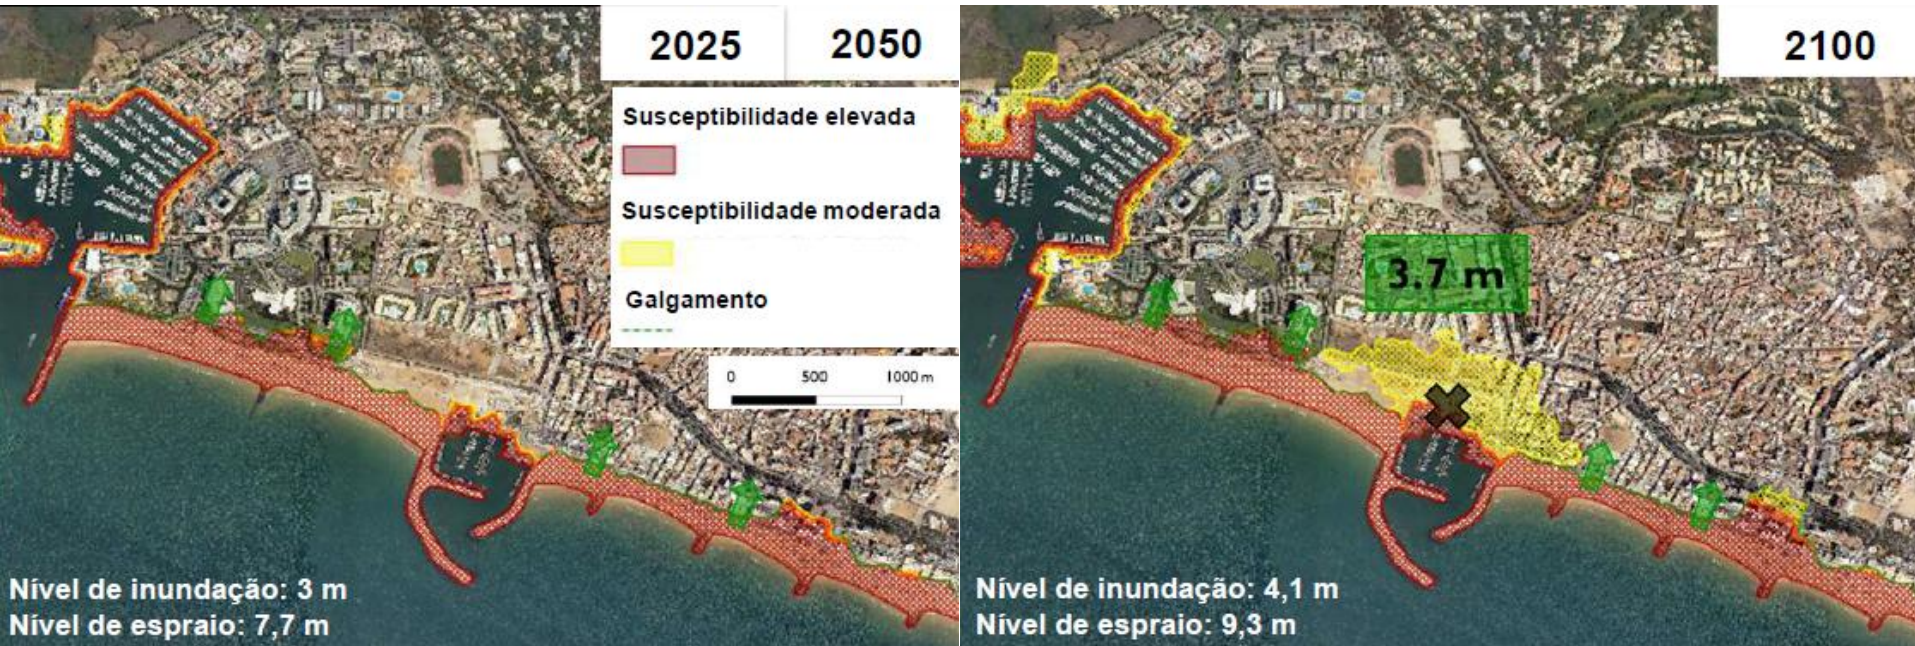 2025
2050
Susceptibilidade elevada
Susceptibilidade moderada
Galgamento
0 500 1000 m
Nível de inundação: 3 m
Nível de espraio: 7,7 m
2100
3.7 m
Nível de inundação: 4,1 m
Nível de espraio: 9,3 m